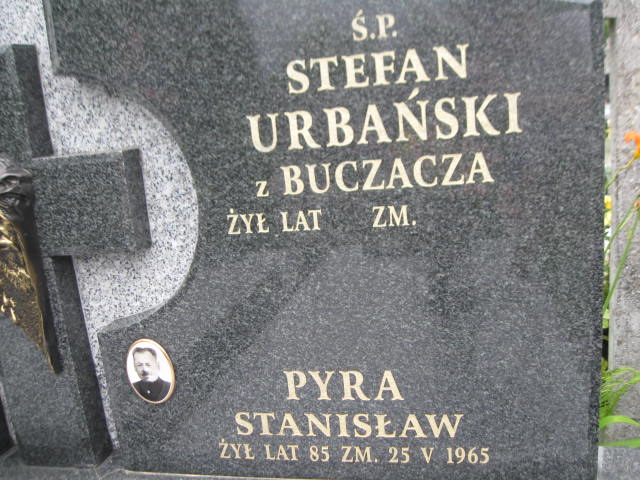 Ś.P.
STEFAN
URBAŃSKI
z BUCZACZA
ŻYŁ LAT ZM.
PYRA
STANISŁAW
ŻYŁ LAT 85 ZM. 25 V 1965